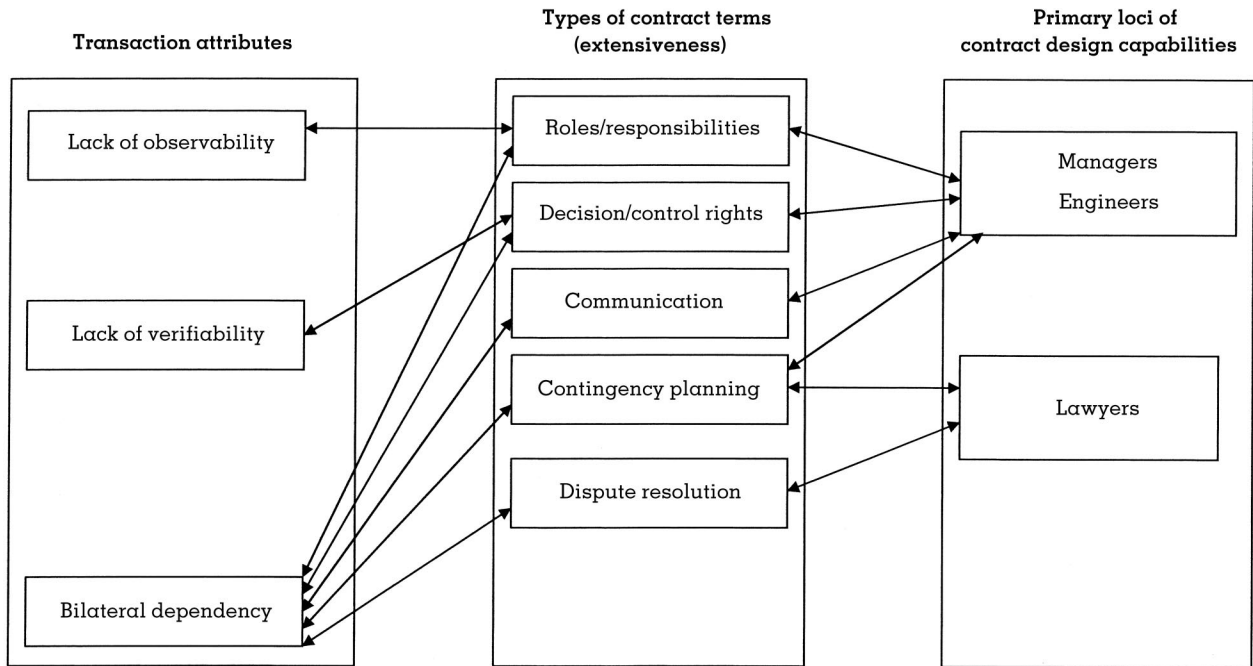 Transaction attributes
Lack of observability
Lack of verifiability
Bilateral dependency
Types of contract terms
(extensiveness)
Roles/responsibilities
Decision/control rights
Communication
Contingency planning
Dispute resolution
Primary loci of
contract design capabilities
Managers
Engineers
Lawyers